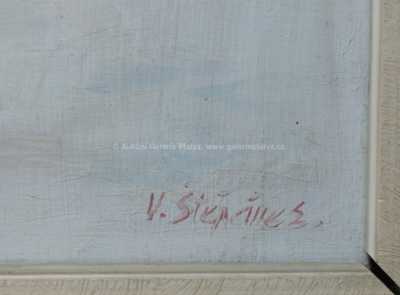 © Aukční Galerie Platýz, www.galerieplatyz.cz
V. Štěpánek.